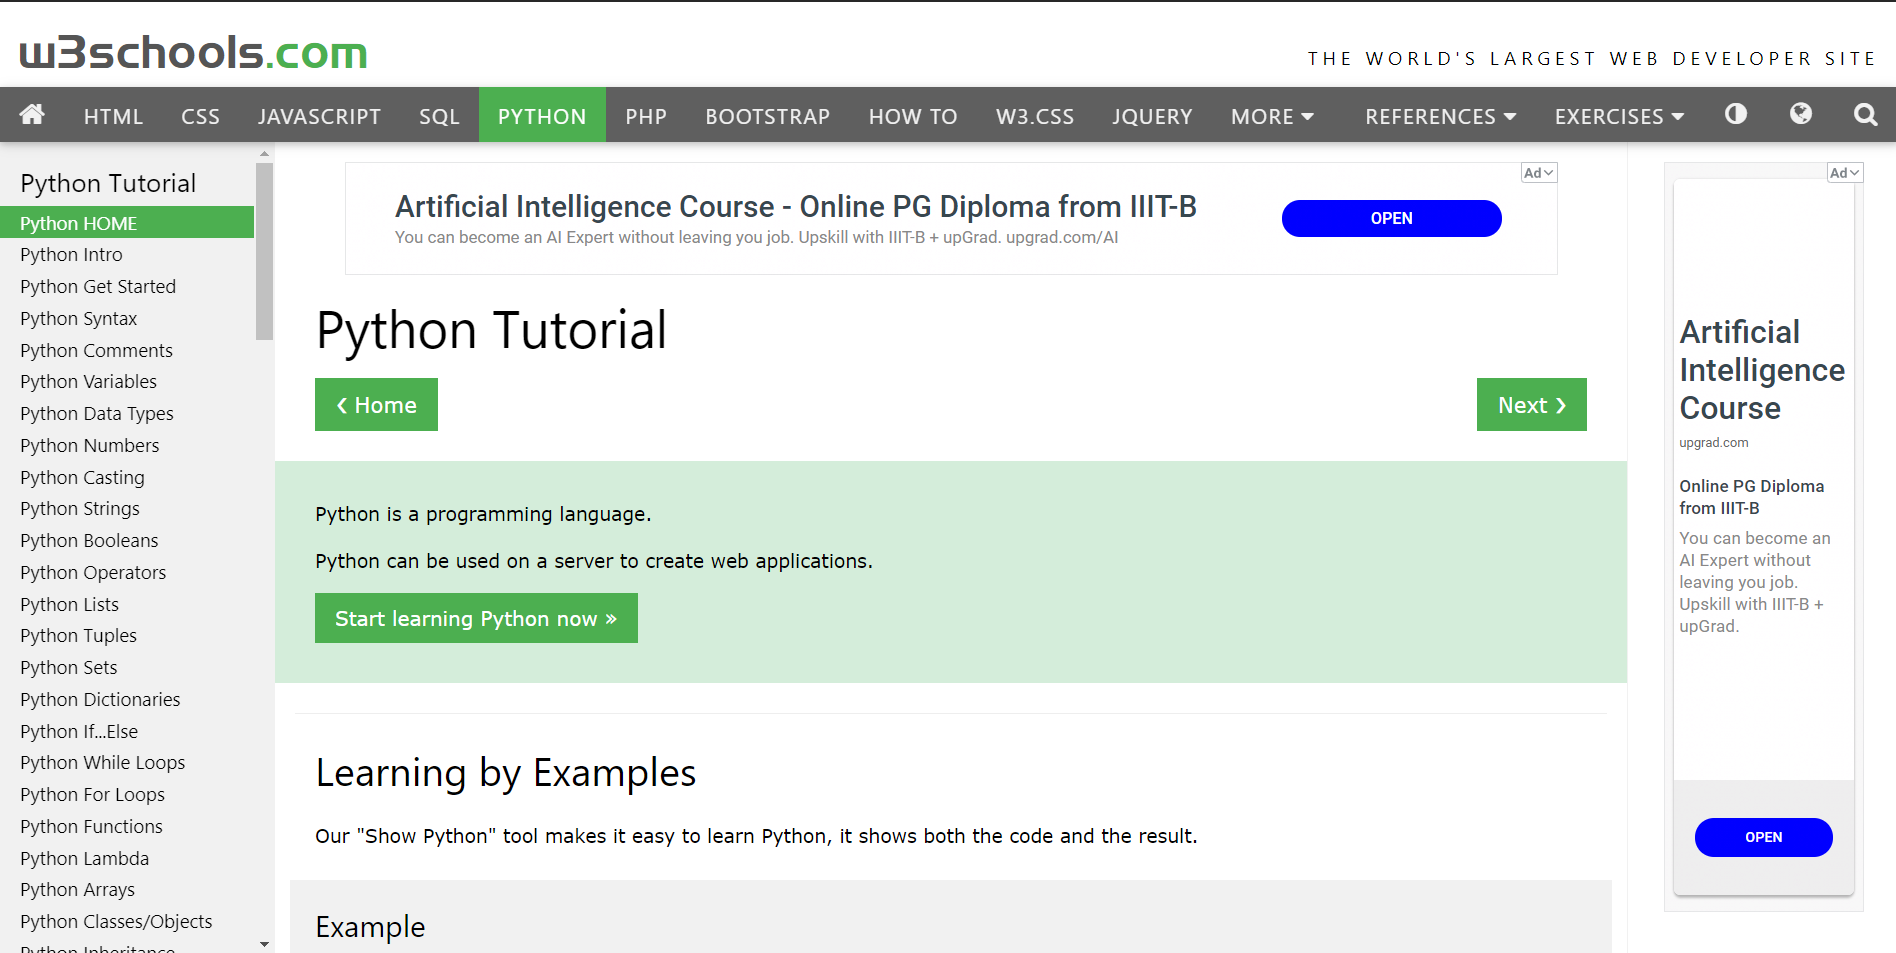 w3schools.com
THE WORLD'S LARGEST WEB DEVELOPER SITE
HTML CSS JAVASCRIPT SQL PYTHON PHP BOOTSTRAP HOW TO W3.CSS JQUERY MORE REFERENCES EXERCISES
Python Tutorial
Python HOME
Python Intro
Python Get Started
Python Syntax
Python Comments
Python Variables
Python Data Types
Python Numbers
Python Casting
Python Strings
Python Booleans
Python Operators
Python Lists
Python Tuples
Python Sets
Python Dictionaries
Python If...Else
Python While Loops
Python For Loops
Python Functions
Python Lambda
Python Arrays
Python Classes/Objects
Python Inheritance
Ad
Artificial Intelligence Course - Online PG Diploma from IIIT-B
You can become an AI Expert without leaving you job. Upskill with IIIT-B + upGrad. upgrad.com/AI
OPEN
Python Tutorial
❮ Home
Next ❯
Python is a programming language.
Python can be used on a server to create web applications.
Start learning Python now »
Learning by Examples
Our "Show Python" tool makes it easy to learn Python, it shows both the code and the result.
Example
Ad
Artificial
Intelligence
Course
upgrad.com
Online PG Diploma
from IIIT-B
You can become an
AI Expert without
leaving you job.
Upskill with IIIT-B +
upGrad.
OPEN